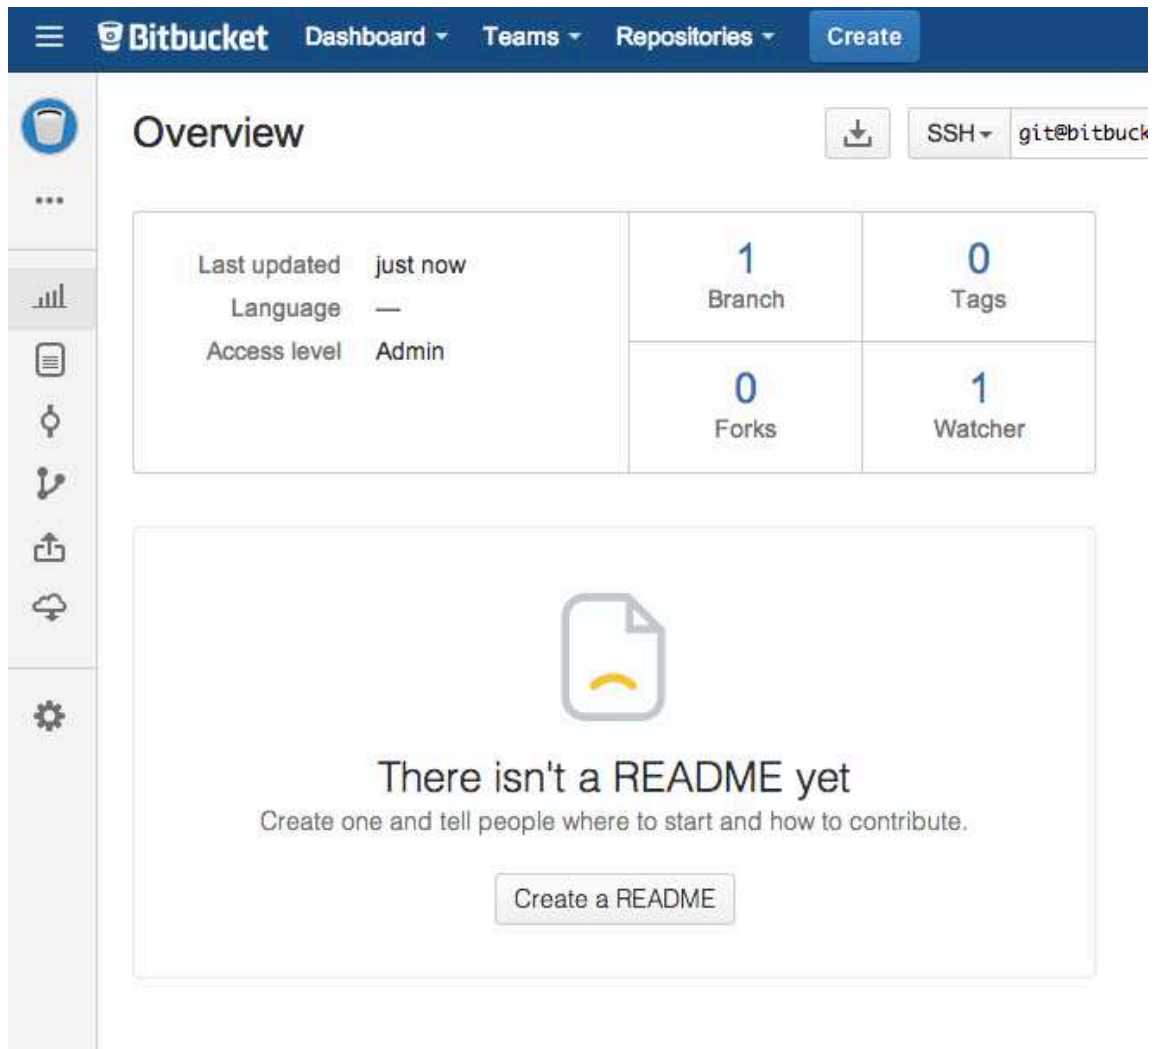 Bitbucket Dashboard Teams Repositories Create
Overview
SSH git@bitbuck
Last updated just now
Language —
Access level Admin
1
Branch
0
Tags
0
Forks
1
Watcher
There isn't a README yet
Create one and tell people where to start and how to contribute.
Create a README